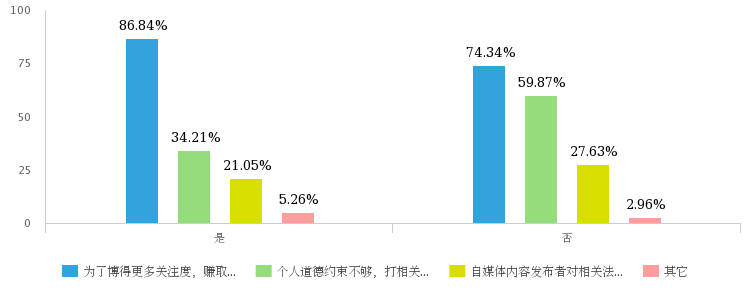 100
86.84%
74.34%
75
59.87%
50
34.21%
27.63%
25
21.05%
5.26%
2.96%
0
是
否
为了博得更多关注度，赚取...
个人道德约束不够，打相关...
自媒体内容发布者对相关法...
其它